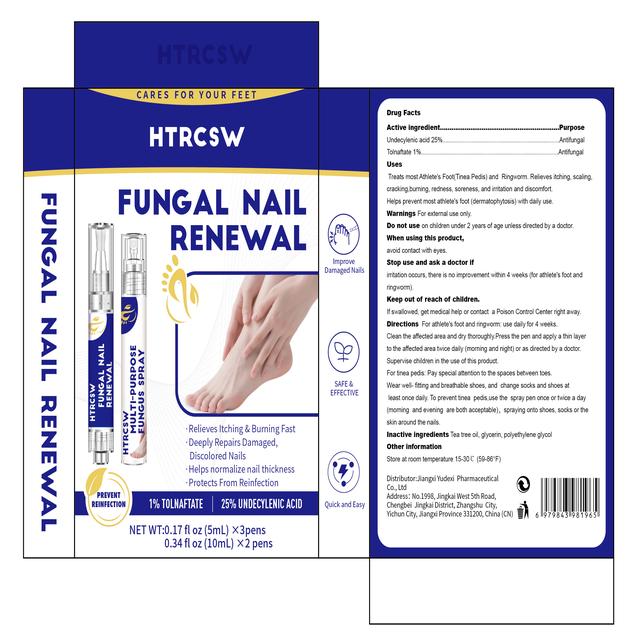 HTRCSW
CARES FOR YOUR FEET
HTRCSW
FUNGAL NAIL RENEWAL
FUNGAL NAIL
RENEWAL
HTRCSW
FUNGAL NAIL
RENEWAL
HTRCSW
MULTI-PURPOSE
FUNGUS SPRAY
· Relieves Itching & Burning Fast
· Deeply Repairs Damaged,
Discolored Nails
· Helps normalize nail thickness
· Protects From Reinfection
PREVENT
REINFECTION
1% TOLNAFTATE | 25% UNDECYLENIC ACID
NET WT:0.17 fl oz (5mL) ×3pens
0.34 fl oz (10mL) ×2 pens
Improve
Damaged Nails
SAFE &
EFFECTIVE
Quick and Easy
Drug Facts
Active ingredient...Purpose
Undecylenic acid 25%...Antifungal
Tolnaftate 1%...Antifungal
Uses
Treats most Athlete's Foot(Tinea Pedis) and Ringworm. Relieves itching, scaling,
cracking,burning, redness, soreness, and irritation and discomfort.
Helps prevent most athlete's foot (dermatophytosis) with daily use.
Warnings For external use only.
Do not use on children under 2 years of age unless directed by a doctor.
When using this product,
avoid contact with eyes.
Stop use and ask a doctor if
irritation occurs, there is no improvement within 4 weeks (for athlete's foot and
ringworm).
Keep out of reach of children.
If swallowed, get medical help or contact a Poison Control Center right away.
Directions For athlete's foot and ringworm: use daily for 4 weeks.
Clean the affected area and dry thoroughly.Press the pen and apply a thin layer
to the affected area twice daily (morning and night) or as directed by a doctor.
Supervise children in the use of this product.
For tinea pedis: Pay special attention to the spaces between toes.
Wear well- fitting and breathable shoes, and change socks and shoes at
least once daily. To prevent tinea pedis,use the spray pen once or twice a day
(morning and evening are both acceptable), spraying onto shoes, socks or the
skin around the nails.
Inactive ingredients Tea tree oil, glycerin, polyethylene glycol
Other information
Store at room temperature 15-30℃ (59-86°F)
Distributor:Jiangxi Yudexi Pharmaceutical
Co., Ltd
Address: No.1998, Jingkai West 5th Road,
Chengbei Jingkai District, Zhangshu City,
Yichun City, Jiangxi Province 331200, China (CN)
6 979843 981965